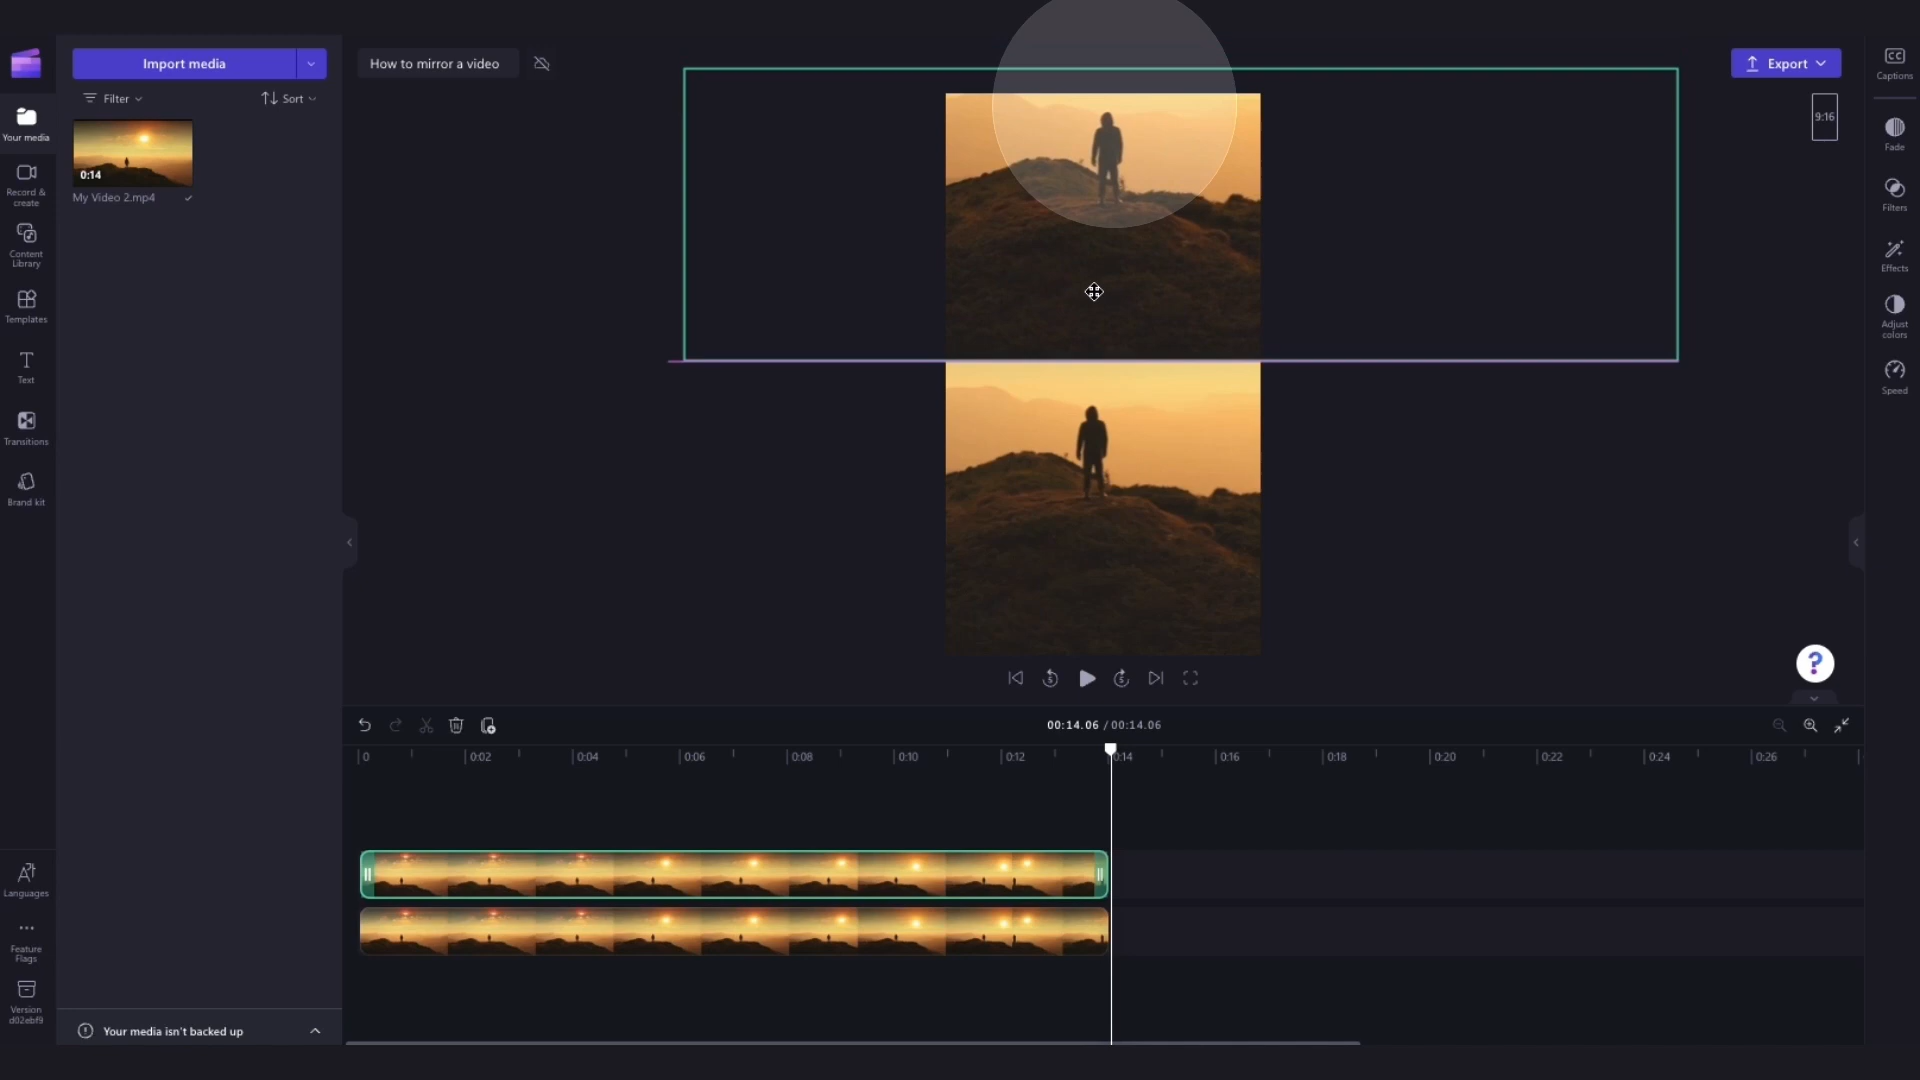 Import media
How to mirror a video
Export
Captions
Filter
Sort
9:16
Your media
0:14
My Video 2.mp4
Fade
Record &
create
Filters
Content
Library
Effects
Templates
Adjust
colors
Text
Speed
Transitions
Brand kit
5
5
?
00:14.06 / 00:14.06
0
0:02
0:04
0:06
0:08
0:10
0:12
0:14
0:16
0:18
0:20
0:22
0:24
0:26
Languages
Feature
Flags
Version
d02ebf9
Your media isn't backed up